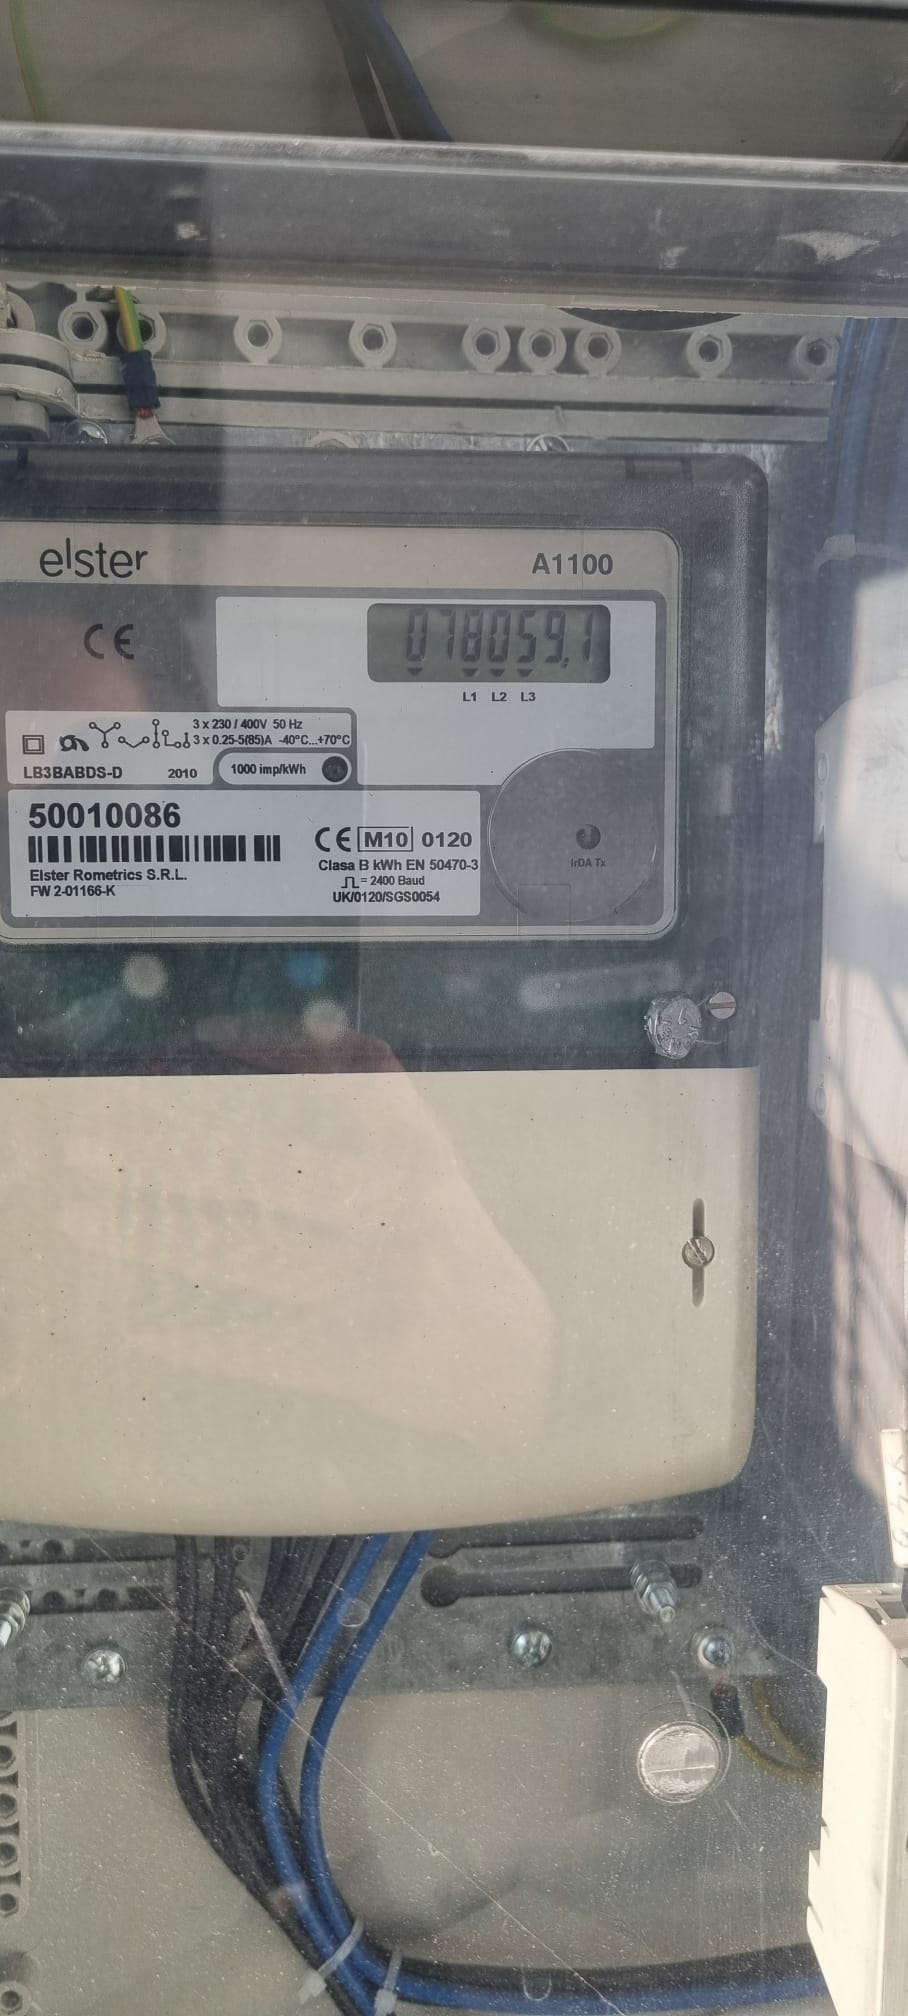 elster
A1100
CE
078059,1
L1 L2 L3
3 x 230 / 400V 50 Hz
3 x 0.25-5(85)A -40°C...+70°C
LB3BABDS-D 2010 1000 imp/kWh
50010086
CE M10 0120
Clasa B kWh EN 50470-3
Elster Rometrics S.R.L.
= 2400 Baud
FW 2-01166-K
UK/0120/SGS0054
IrDA Tx